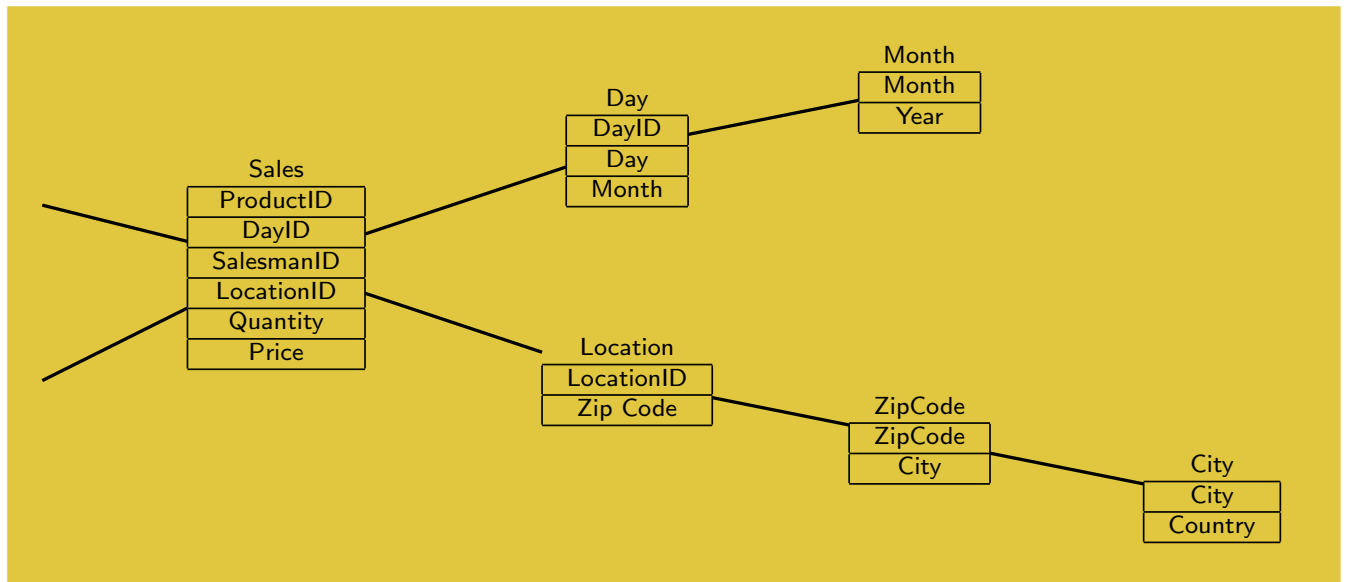 Sales
ProductID
DayID
SalesmanID
LocationID
Quantity
Price
Day
DayID
Day
Month
Month
Month
Year
Location
LocationID
Zip Code
ZipCode
ZipCode
City
City
City
Country